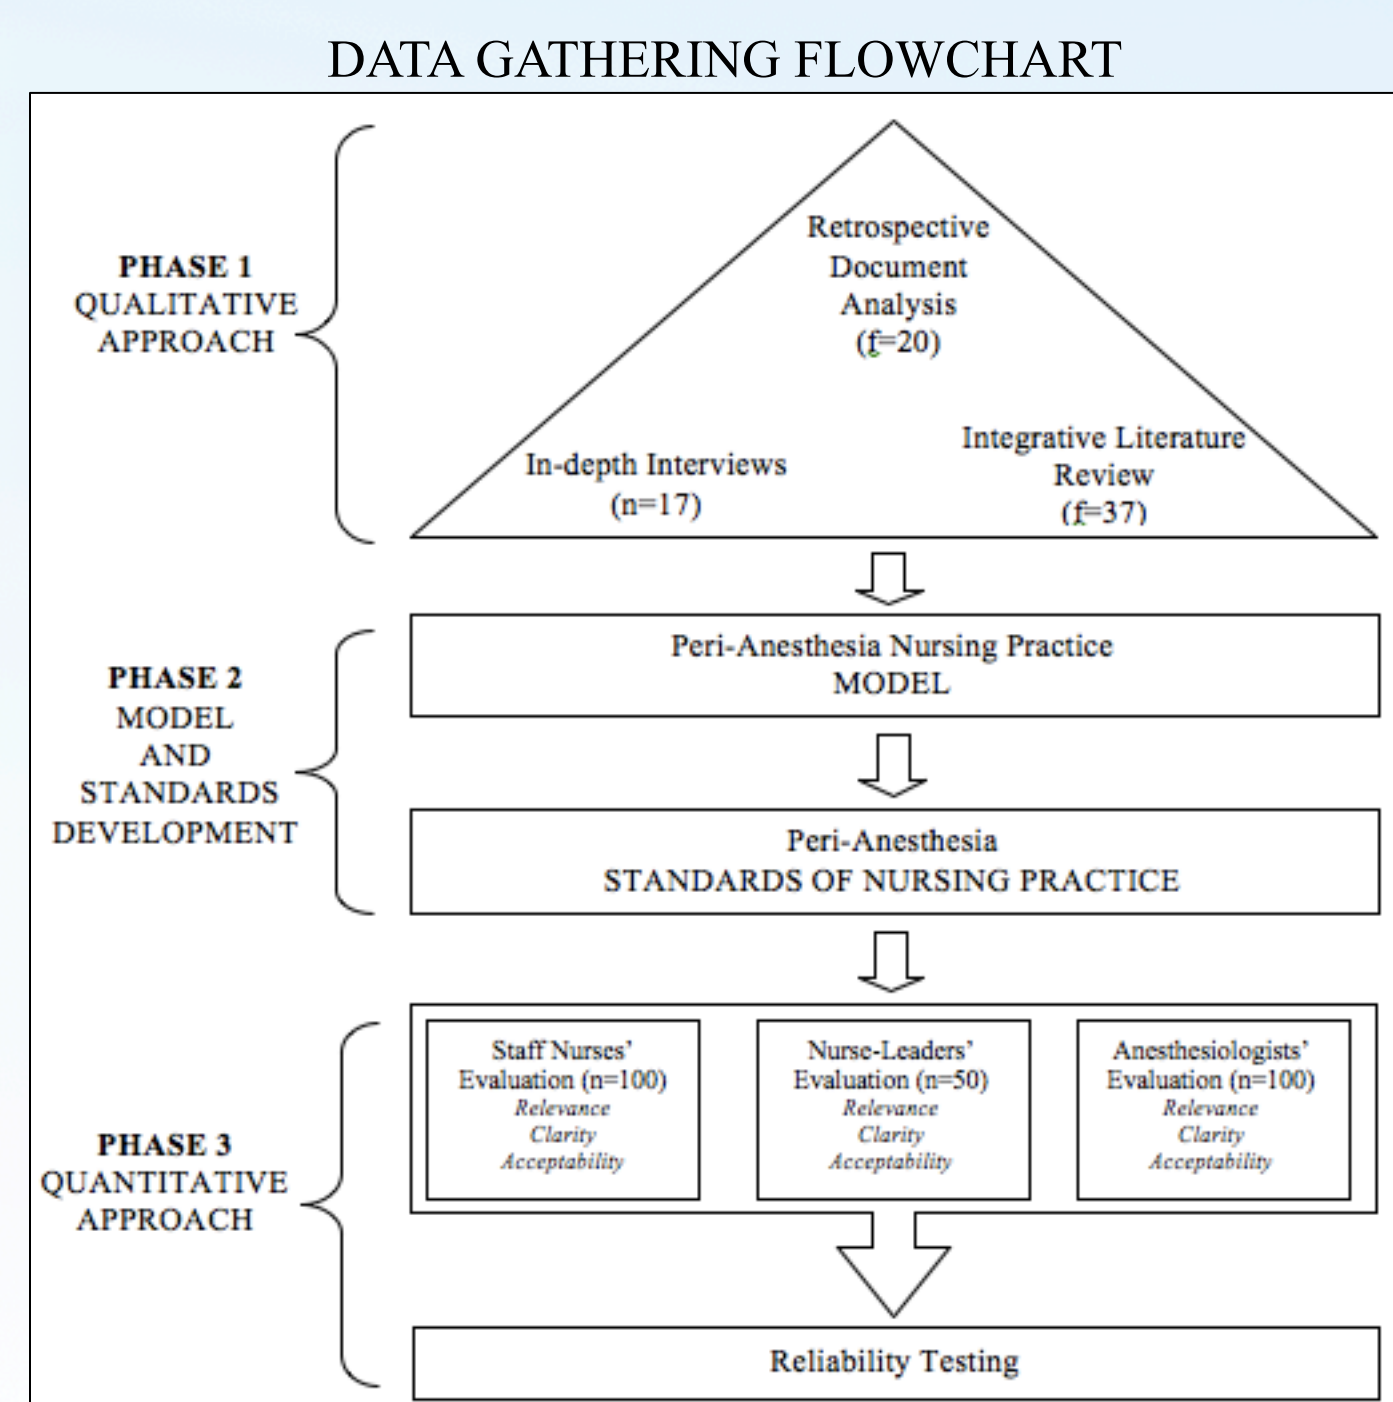 DATA GATHERING FLOWCHART
PHASE 1
QUALITATIVE
APPROACH
Retrospective
Document
Analysis
(f=20)
In-depth Interviews
(n=17)
Integrative Literature
Review
(f=37)
PHASE 2
MODEL
AND
STANDARDS
DEVELOPMENT
Peri-Anesthesia Nursing Practice
MODEL
Peri-Anesthesia
STANDARDS OF NURSING PRACTICE
PHASE 3
QUANTITATIVE
APPROACH
Staff Nurses’
Evaluation (n=100)
Relevance
Clarity
Acceptability
Nurse-Leaders’
Evaluation (n=50)
Relevance
Clarity
Acceptability
Anesthesiologists’
Evaluation (n=100)
Relevance
Clarity
Acceptability
Reliability Testing